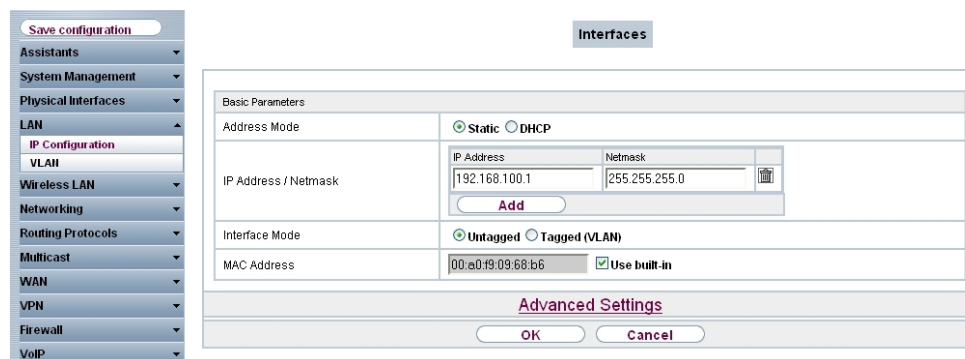 Save configuration
Assistants
System Management
Physical Interfaces
LAN
IP Configuration
VLAN
Wireless LAN
Networking
Routing Protocols
Multicast
WAN
VPN
Firewall
VoIP
Interfaces
Basic Parameters
Address Mode
Static DHCP
IP Address / Netmask
IP Address Netmask
192.168.100.1 255.255.255.0
Add
Interface Mode
Untagged Tagged (VLAN)
MAC Address
00:a0:f9:09:68:b6 Use built-in
Advanced Settings
OK Cancel